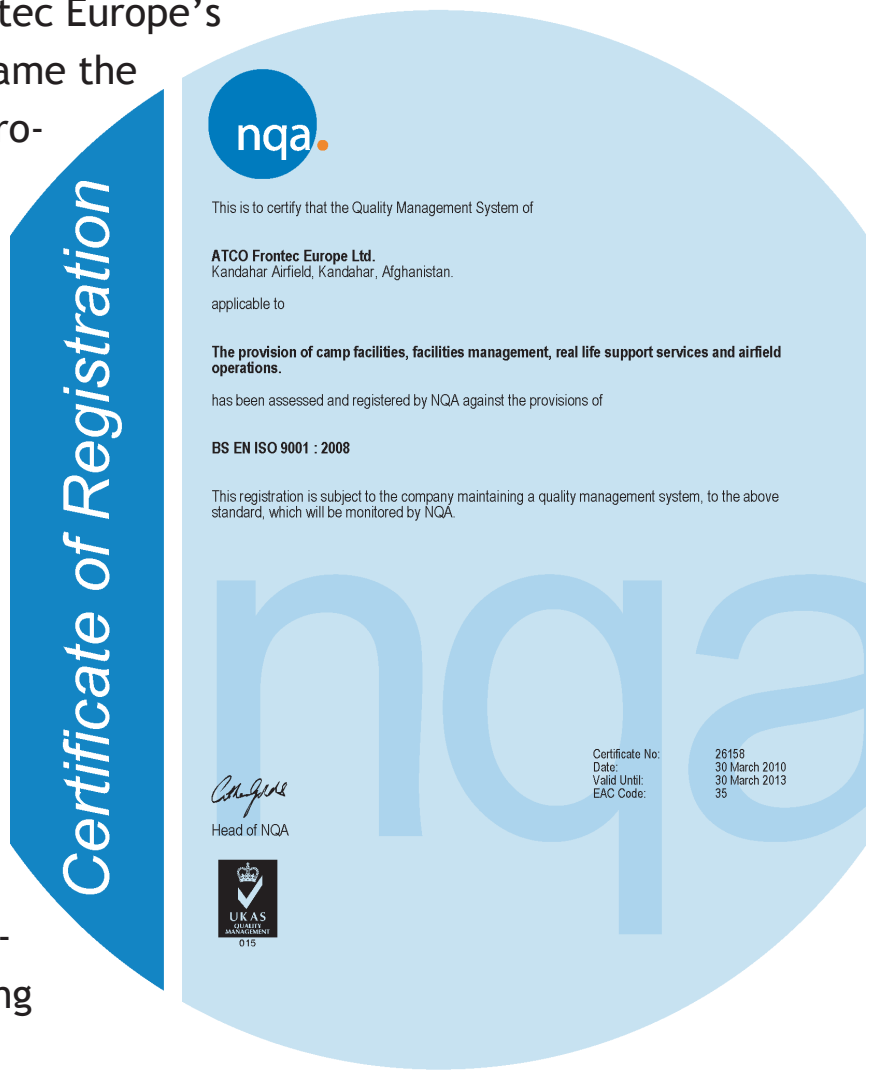 tec Europe's
ame the
ro-
nqa.
Certificate of Registration
This is to certify that the Quality Management System of
ATCO Frontec Europe Ltd.
Kandahar Airfield, Kandahar, Afghanistan.
applicable to
The provision of camp facilities, facilities management, real life support services and airfield
operations.
has been assessed and registered by NQA against the provisions of
BS EN ISO 9001 : 2008
This registration is subject to the company maintaining a quality management system, to the above
standard, which will be monitored by NQA.
nqa
Certificate No: 26158
Date: 30 March 2010
Valid Until: 30 March 2013
EAC Code: 35
Head of NQA
UKAS
QUALITY
MANAGEMENT
015
-
ng